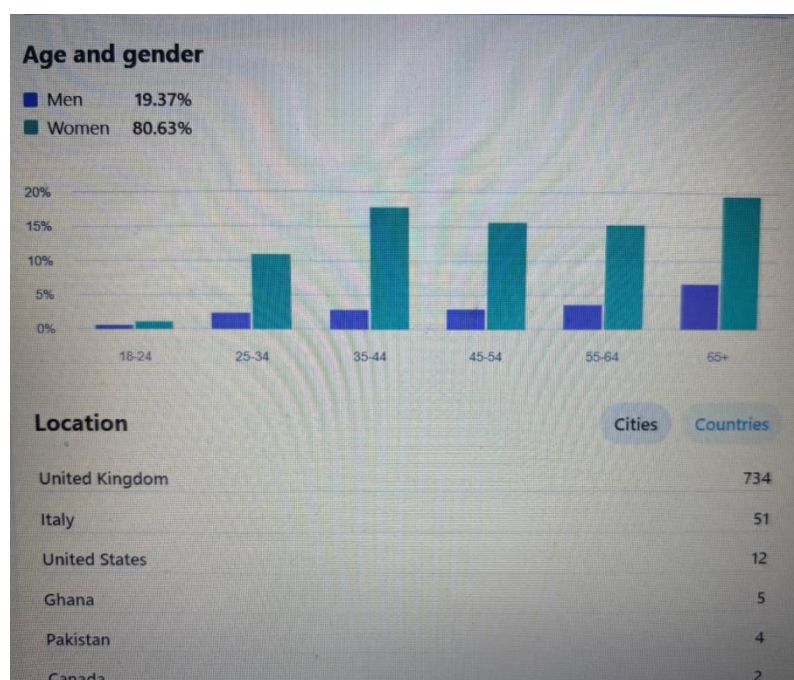 Age and gender
Men 19.37%
Women 80.63%
20%
15%
10%
5%
0%
18-24 25-34 35-44 45-54 55-64 65+
Location Cities Countries
United Kingdom 734
Italy 51
United States 12
Ghana 5
Pakistan 4
Canada 2